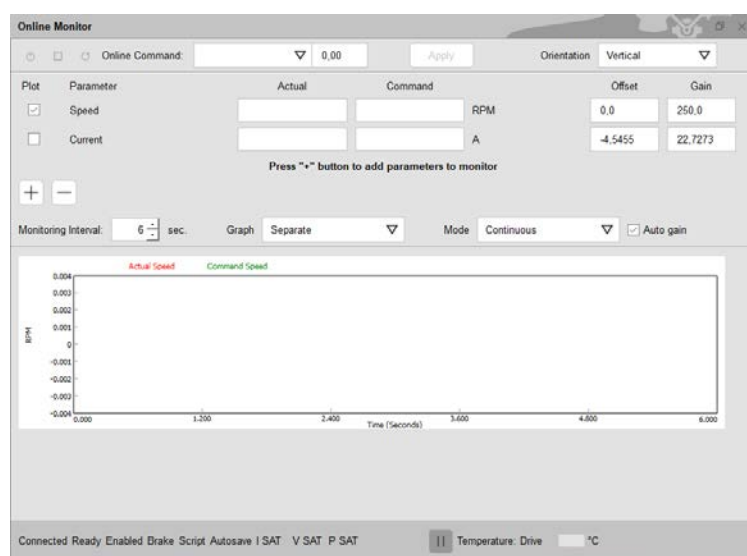 Online Monitor
Online Command: 0,00 Apply Orientation Vertical
Plot Parameter Actual Command Offset Gain
Speed RPM 0,0 250,0
Current A -4,5455 22,7273
Press "+" button to add parameters to monitor
Monitoring Interval: 6 sec. Graph Separate Mode Continuous Auto gain
Actual Speed Command Speed
0.004
0.003
0.002
0.001
RPM
0
-0.001
-0.002
-0.003
-0.004
0.000 1.200 2.400 3.600 4.800 6.000
Time (Seconds)
Connected Ready Enabled Brake Script Autosave I SAT V SAT P SAT Temperature: Drive °C